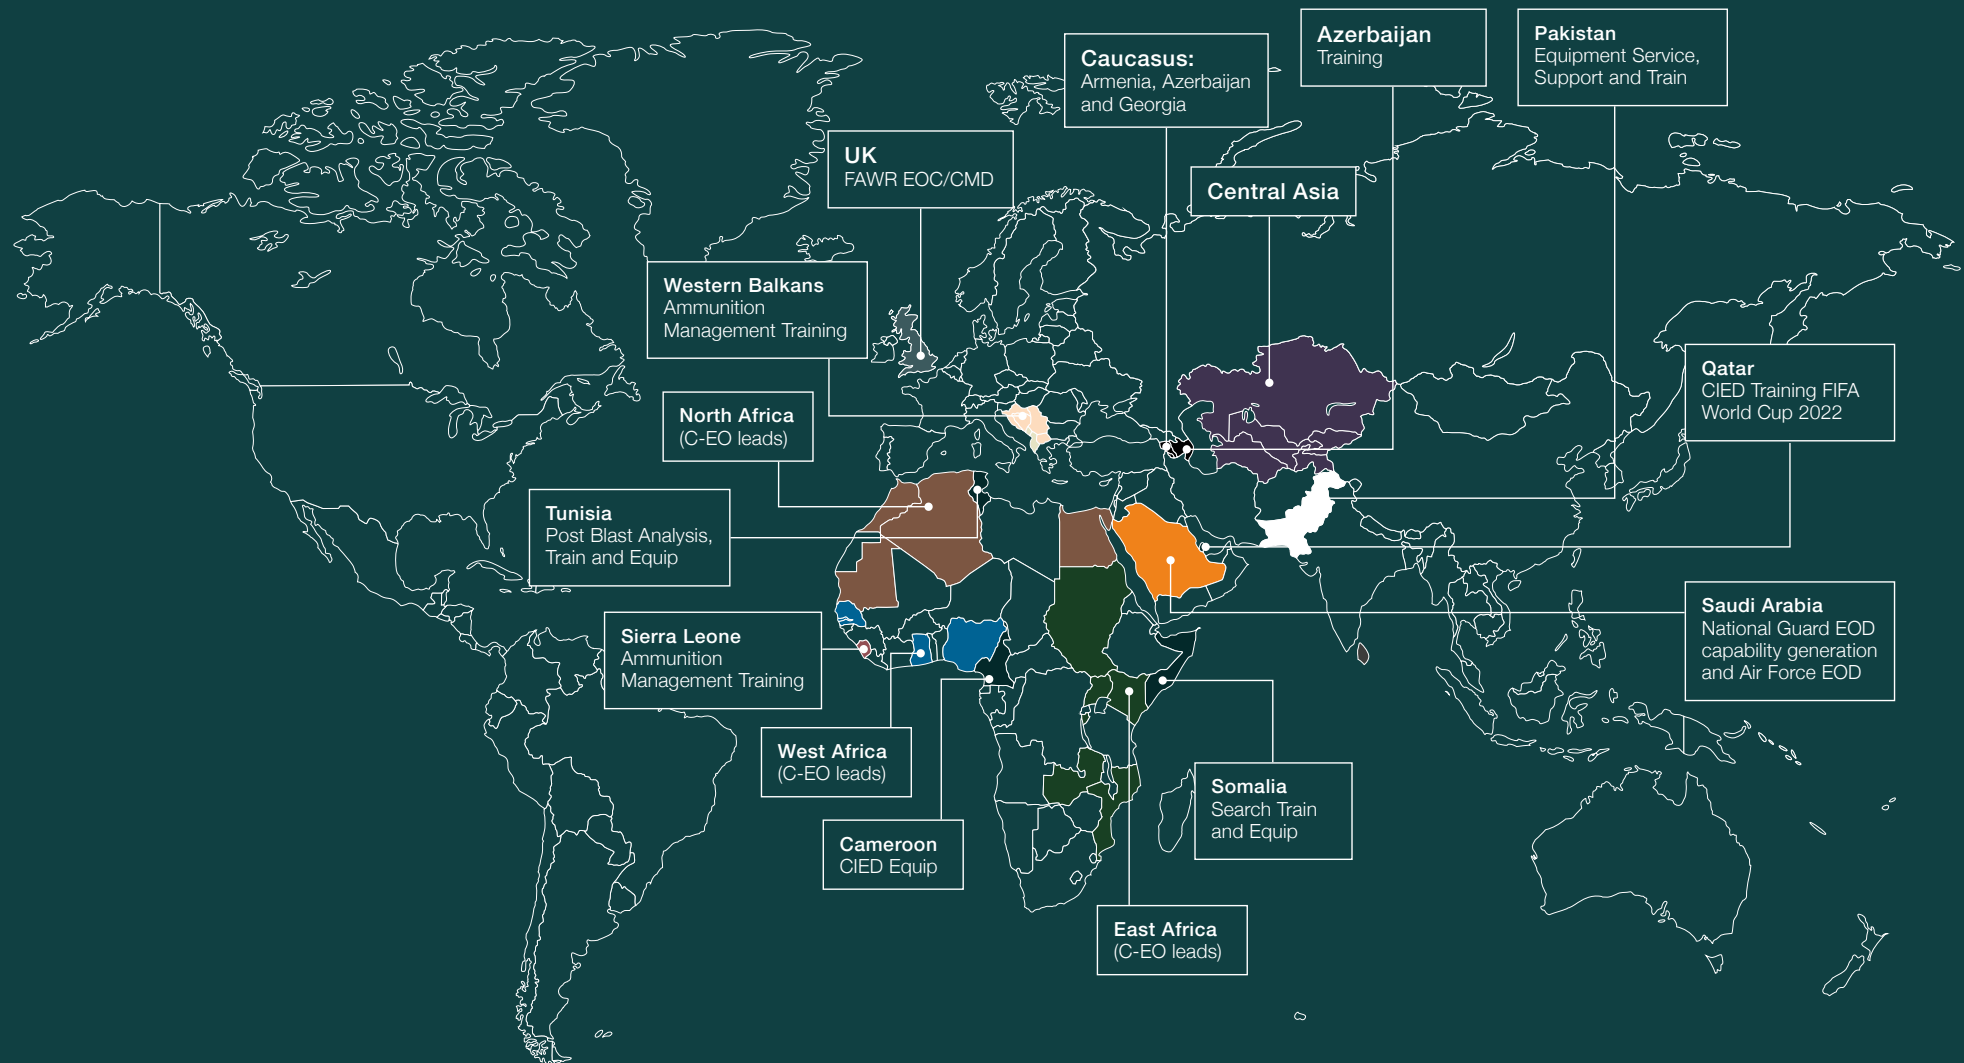 Azerbaijan
Training
Pakistan
Equipment Service,
Support and Train
Caucasus:
Armenia, Azerbaijan
and Georgia
UK
FAWR EOC/CMD
Central Asia
Western Balkans
Ammunition
Management Training
Qatar
CIED Training FIFA
World Cup 2022
North Africa
(C-EO leads)
Tunisia
Post Blast Analysis,
Train and Equip
Saudi Arabia
National Guard EOD
capability generation
and Air Force EOD
Sierra Leone
Ammunition
Management Training
West Africa
(C-EO leads)
Somalia
Search Train
and Equip
Cameroon
CIED Equip
East Africa
(C-EO leads)